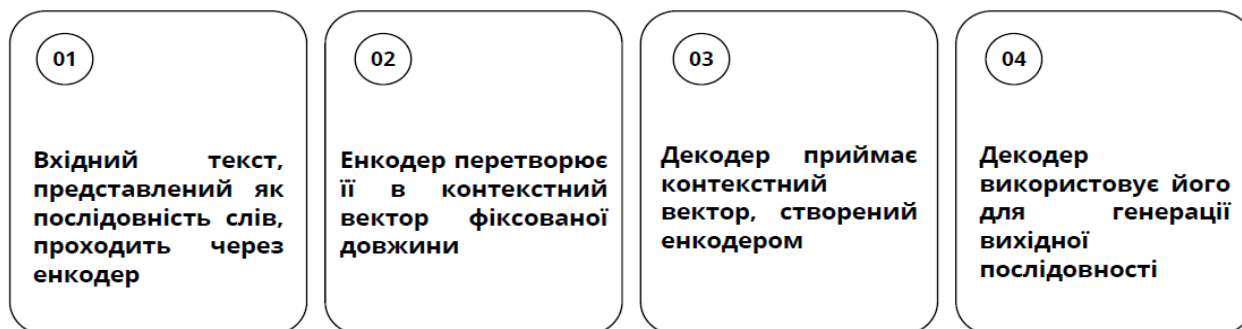 01
Вхідний текст,
представлений як
послідовність слів,
проходить через
енкодер
02
Енкодер перетворює
її в контекстний
вектор фіксованої
довжини
03
Декодер приймає
контекстний
вектор, створений
енкодером
04
Декодер
використовує його
для генерації
вихідної
послідовності